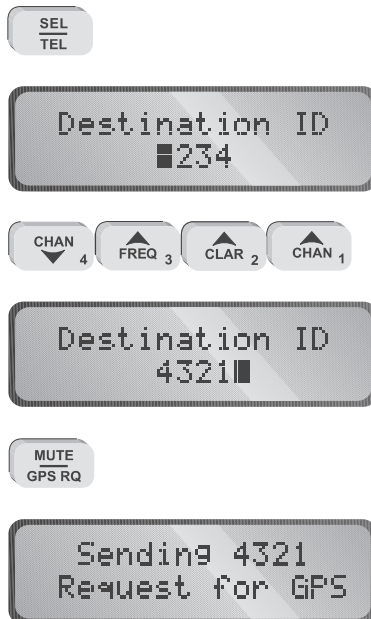 SEL
TEL
Destination ID
234
CHAN 4 FREQ 3 CLAR 2 CHAN 1
Destination ID
4321
MUTE
GPS RQ
Sending 4321
Request for GPS